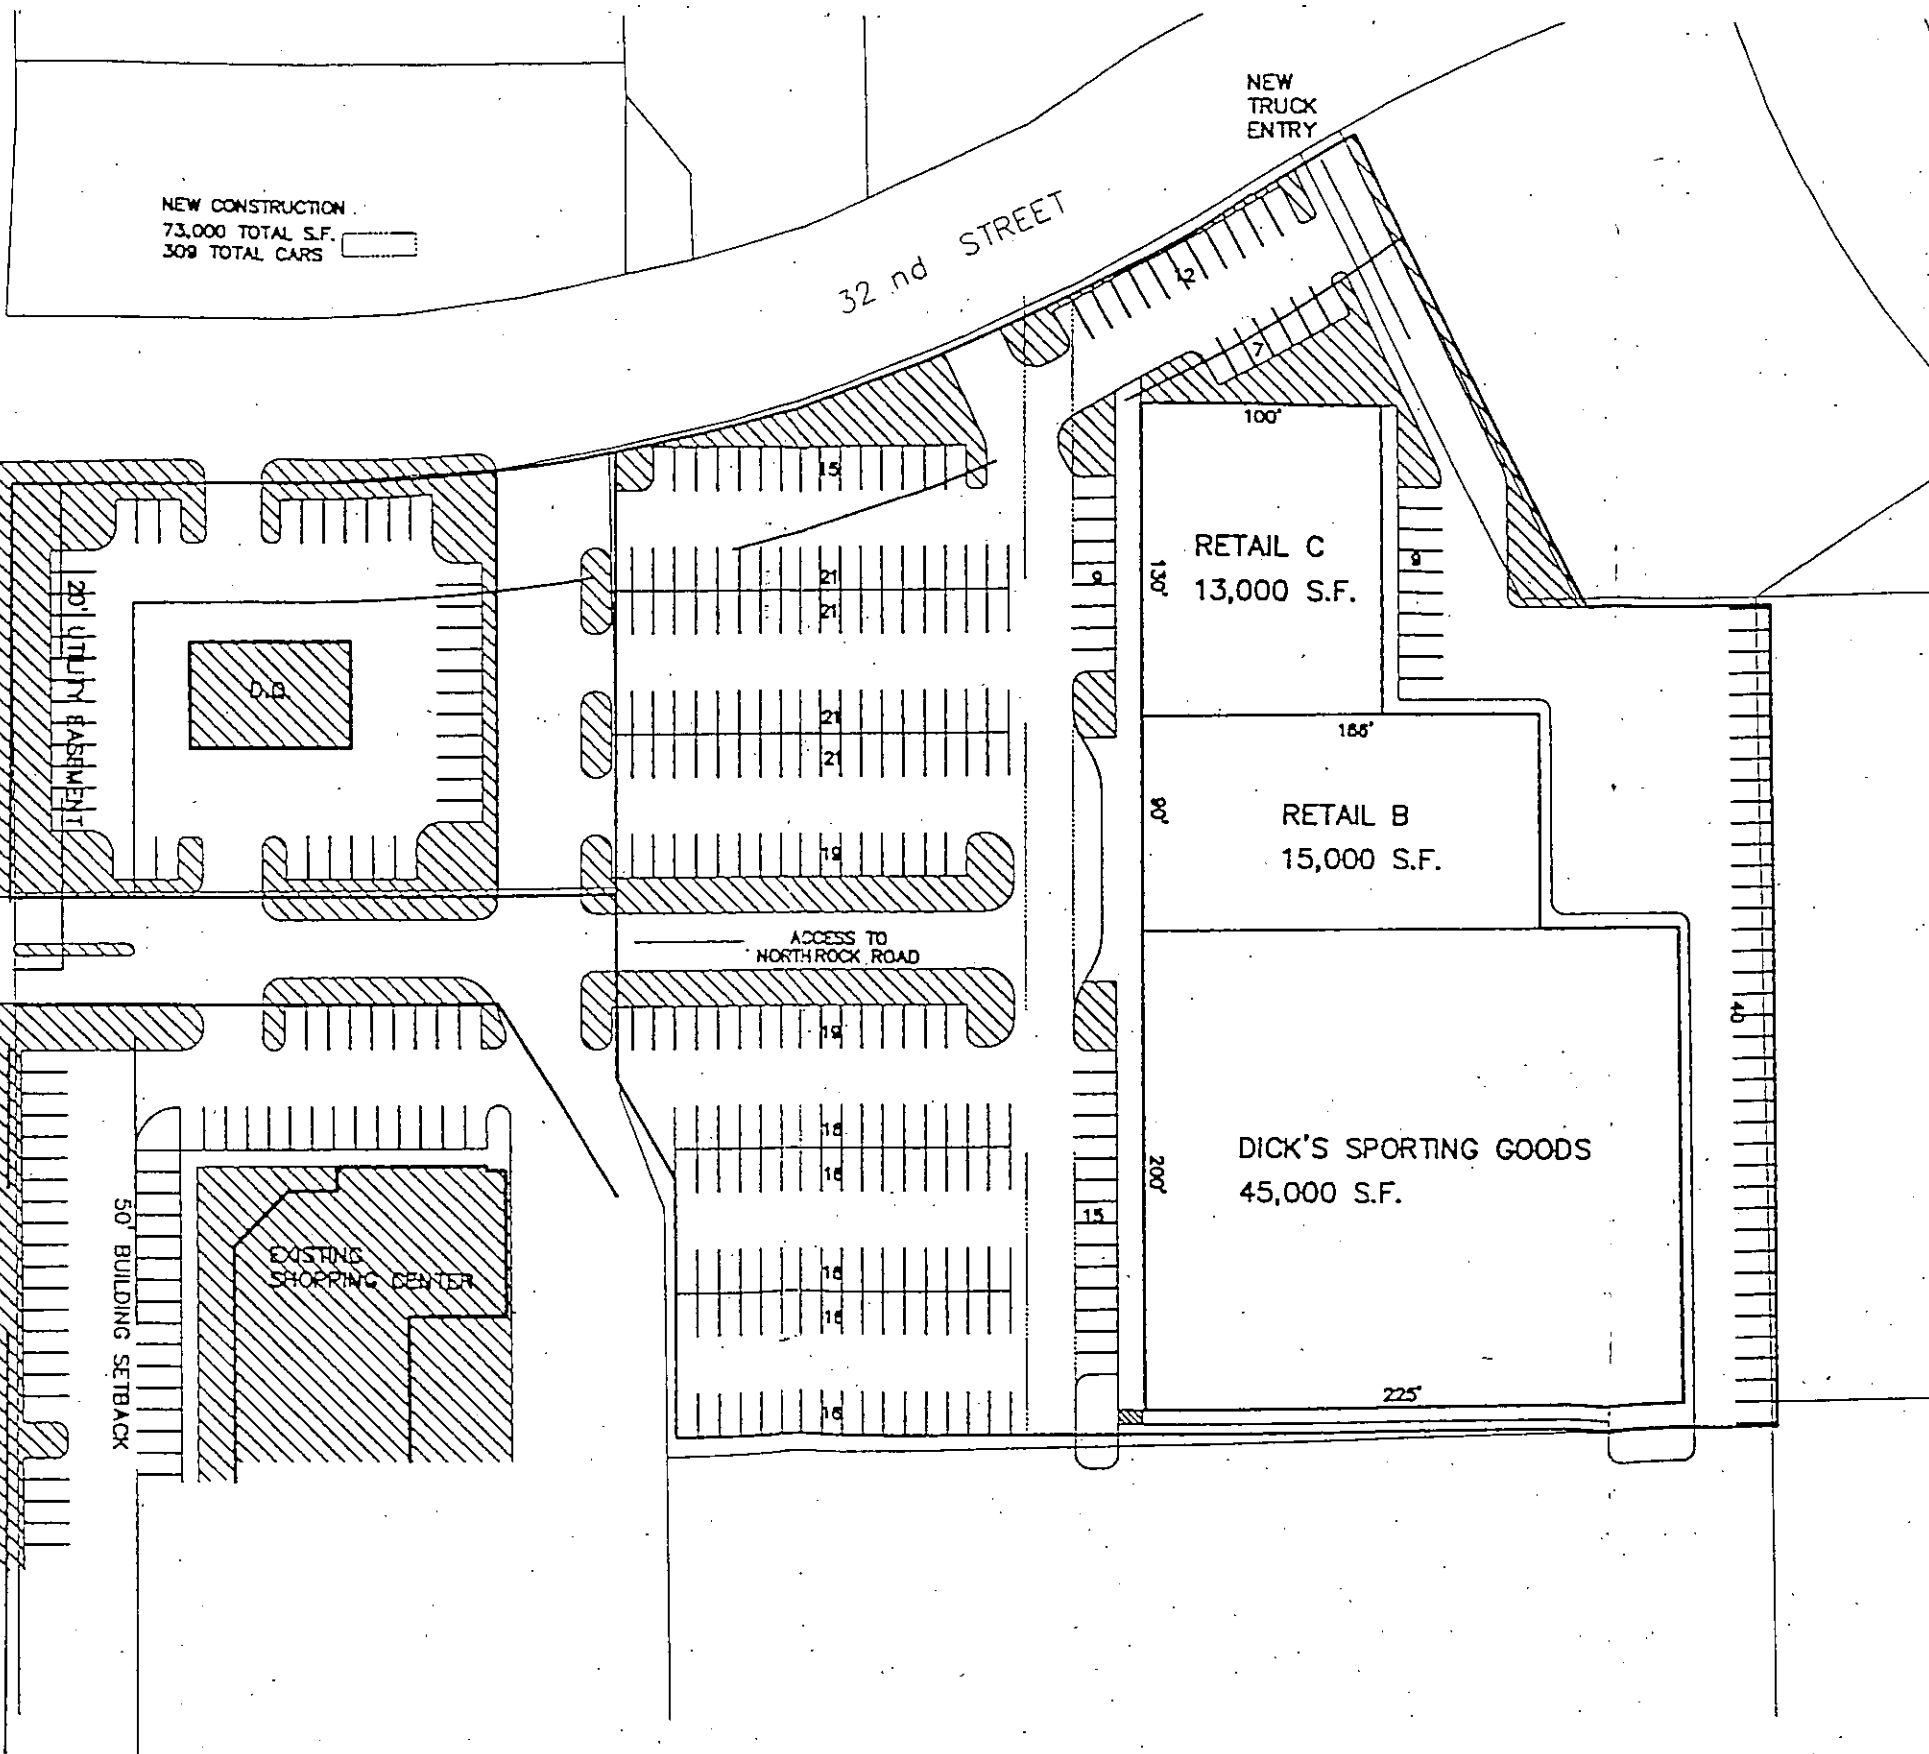 NEW
TRUCK
ENTRY
NEW CONSTRUCTION
73,000 TOTAL S.F.
309 TOTAL CARS
32 nd STREET
12
7
100'
15
RETAIL C
13,000 S.F.
130'
9
9
21
21
20' UTILITY EASEMENT
D.Q.
21
21
165'
90'
RETAIL B
15,000 S.F.
19
ACCESS TO
NORTH ROCK ROAD
19
40
16
16
DICK'S SPORTING GOODS
45,000 S.F.
200'
15
50' BUILDING SETBACK
EXISTING
SHOPPING CENTER
16
16
225'
16